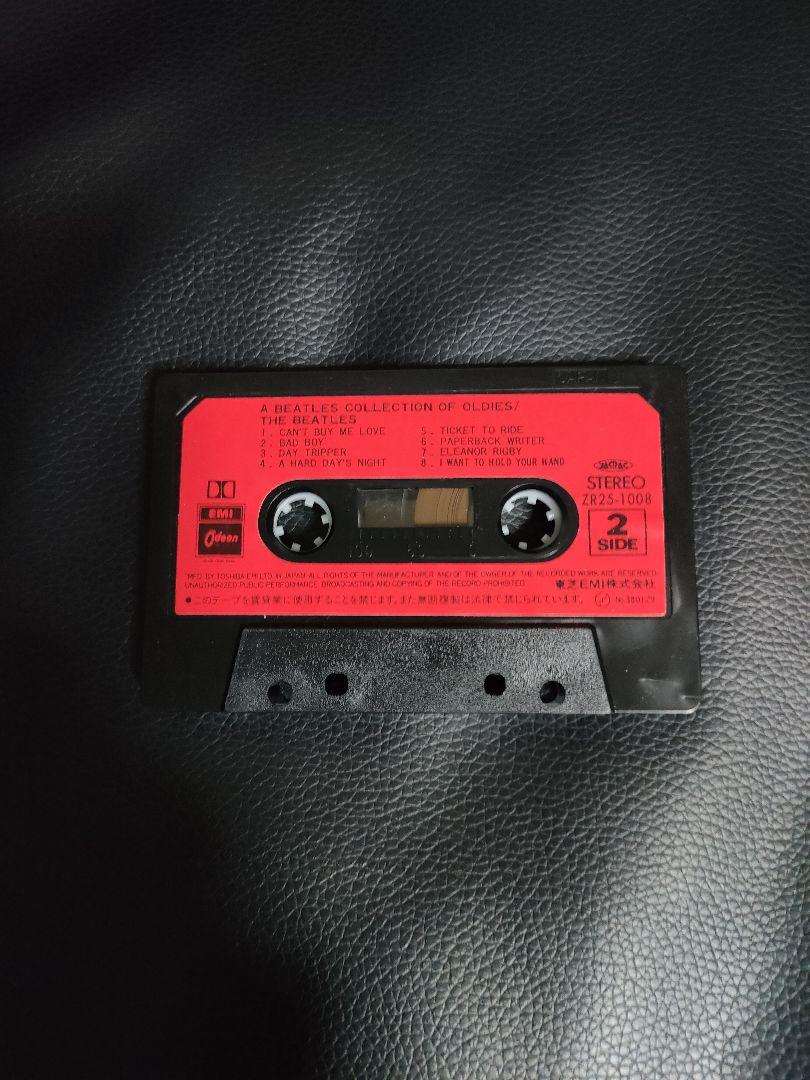 A BEATLES COLLECTION OF OLDIES/
THE BEATLES
1. CAN'T BUY ME LOVE
2. BAD BOY
3. DAY TRIPPER
4. A HARD DAY'S NIGHT
5. TICKET TO RIDE
6. PAPERBACK WRITER
7. ELEANOR RIGBY
8. I WANT TO HOLD YOUR HAND
JASRAC
STEREO
ZR25-1008
2
SIDE
EMI
Odeon
MFD. BY TOSHIBA EMI LTD. IN JAPAN ALL RIGHTS OF THE MANUFACTURER AND OF THE OWNER OF THE RECORDED WORK ARE RESERVED
UNAUTHORIZED PUBLIC PERFORMANCE BROADCASTING AND COPYING OF THE RECORD PROHIBITED
東芝EMI株式会社
●このテープを賃貸業に使用することを禁じます。また無断複製は法律で禁じられています。
№380129